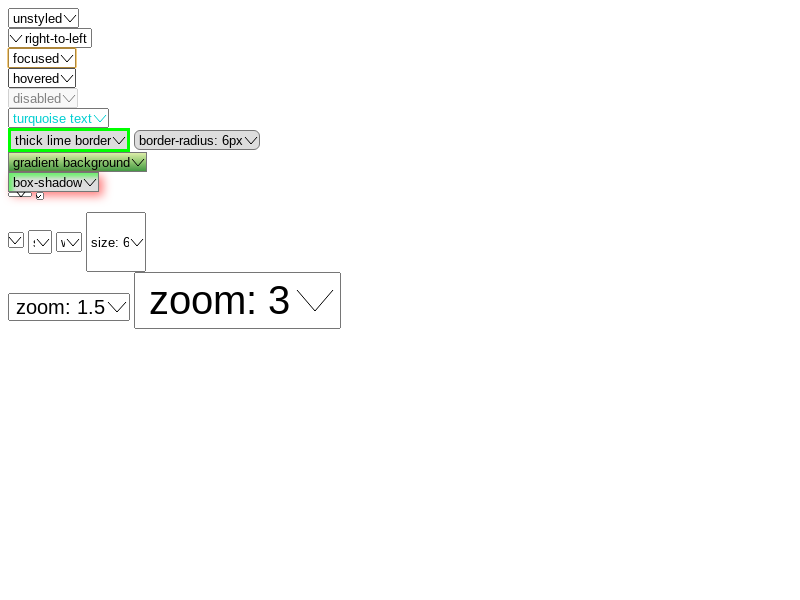 unstyled
right-to-left
focused
hovered
disabled
turquoise text
thick lime border border-radius: 6px
gradient background
box-shadow
size: 6
zoom: 1.5 zoom: 3